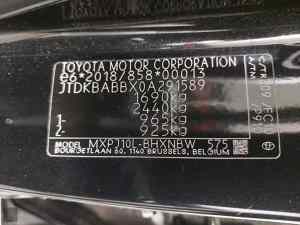 TOYOTA MOTOR CORPORATION
e6*2018/858*00013
JTDKBABBX0A291589
1690kg
2440kg
1- 965kg
2- 925kg
MODEL MXPJ10L-BHXNBW 575
BOURGETLAAN 60, 1140 BRUSSELS, BELGIUM